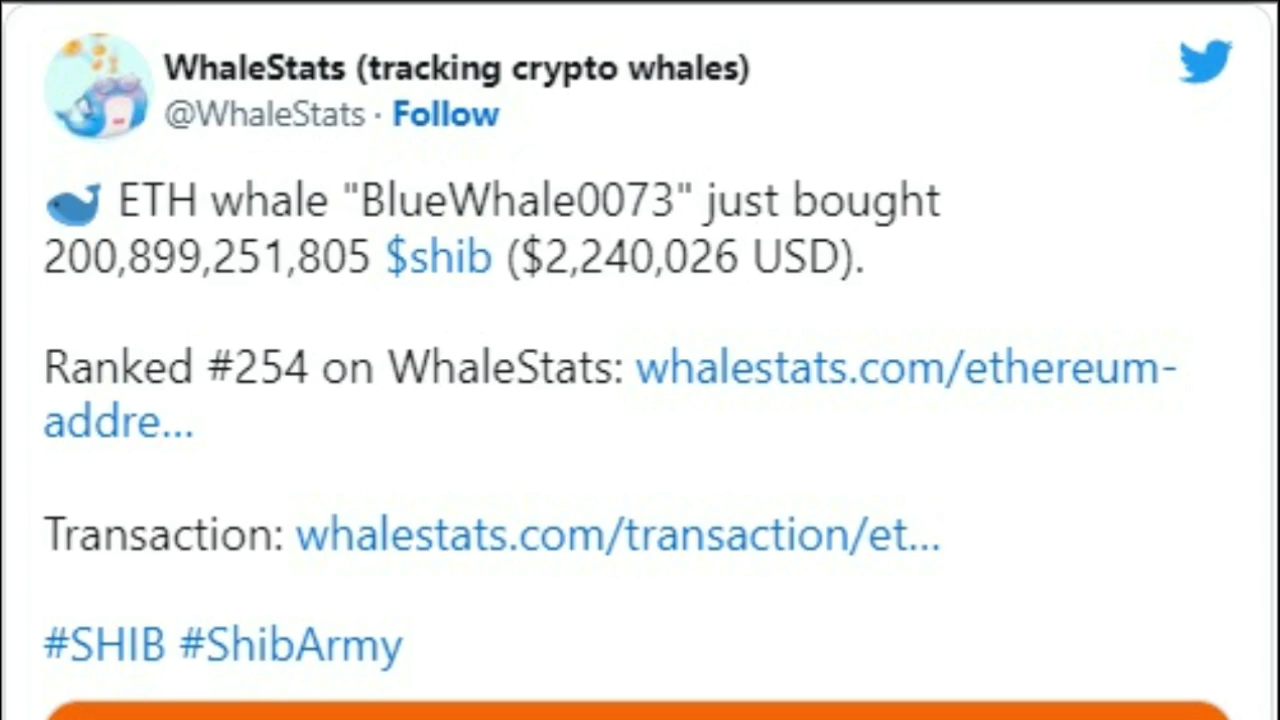 WhaleStats (tracking crypto whales)
@WhaleStats · Follow
🐳 ETH whale "BlueWhale0073" just bought
200,899,251,805 $shib ($2,240,026 USD).
Ranked #254 on WhaleStats: whalestats.com/ethereum-
addre...
Transaction: whalestats.com/transaction/et...
#SHIB #ShibArmy